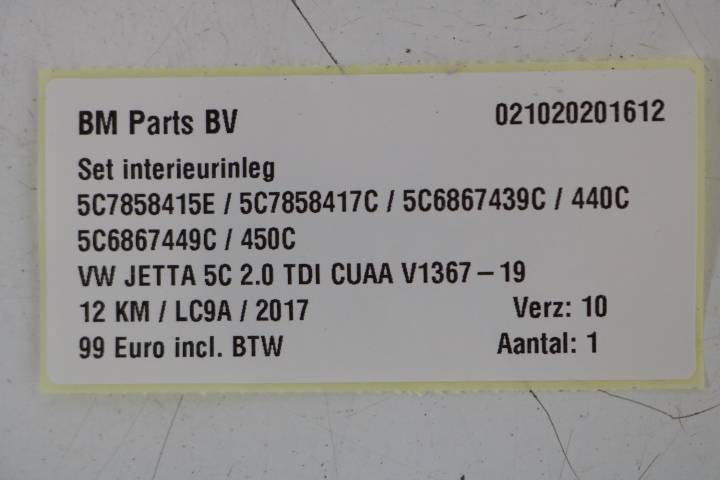 BM Parts BV 021020201612
Set interieurinleg
5C7858415E / 5C7858417C / 5C6867439C / 440C
5C6867449C / 450C
VW JETTA 5C 2.0 TDI CUAA V1367 – 19
12 KM / LC9A / 2017 Verz: 10
99 Euro incl. BTW Aantal: 1